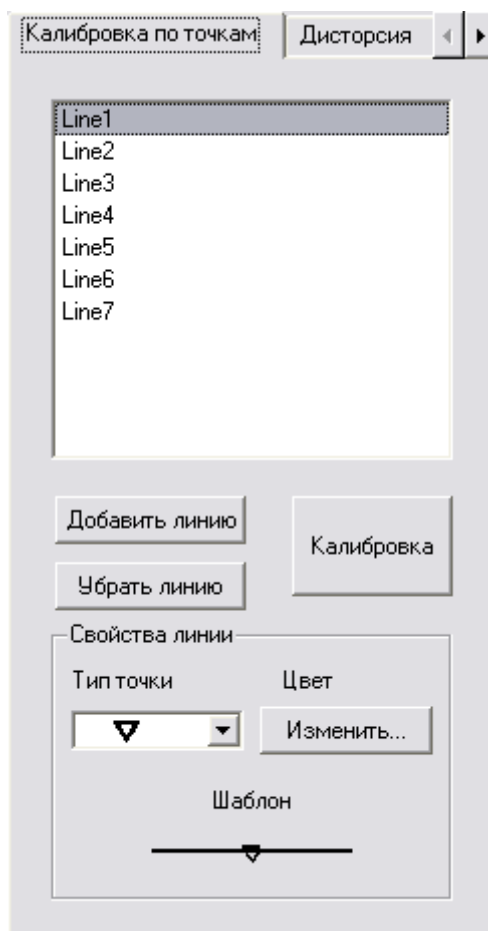 Калибровка по точкам
Дисторсия
Line1
Line2
Line3
Line4
Line5
Line6
Line7
Добавить линию
Калибровка
Убрать линию
Свойства линии
Тип точки
Цвет
Изменить...
Шаблон